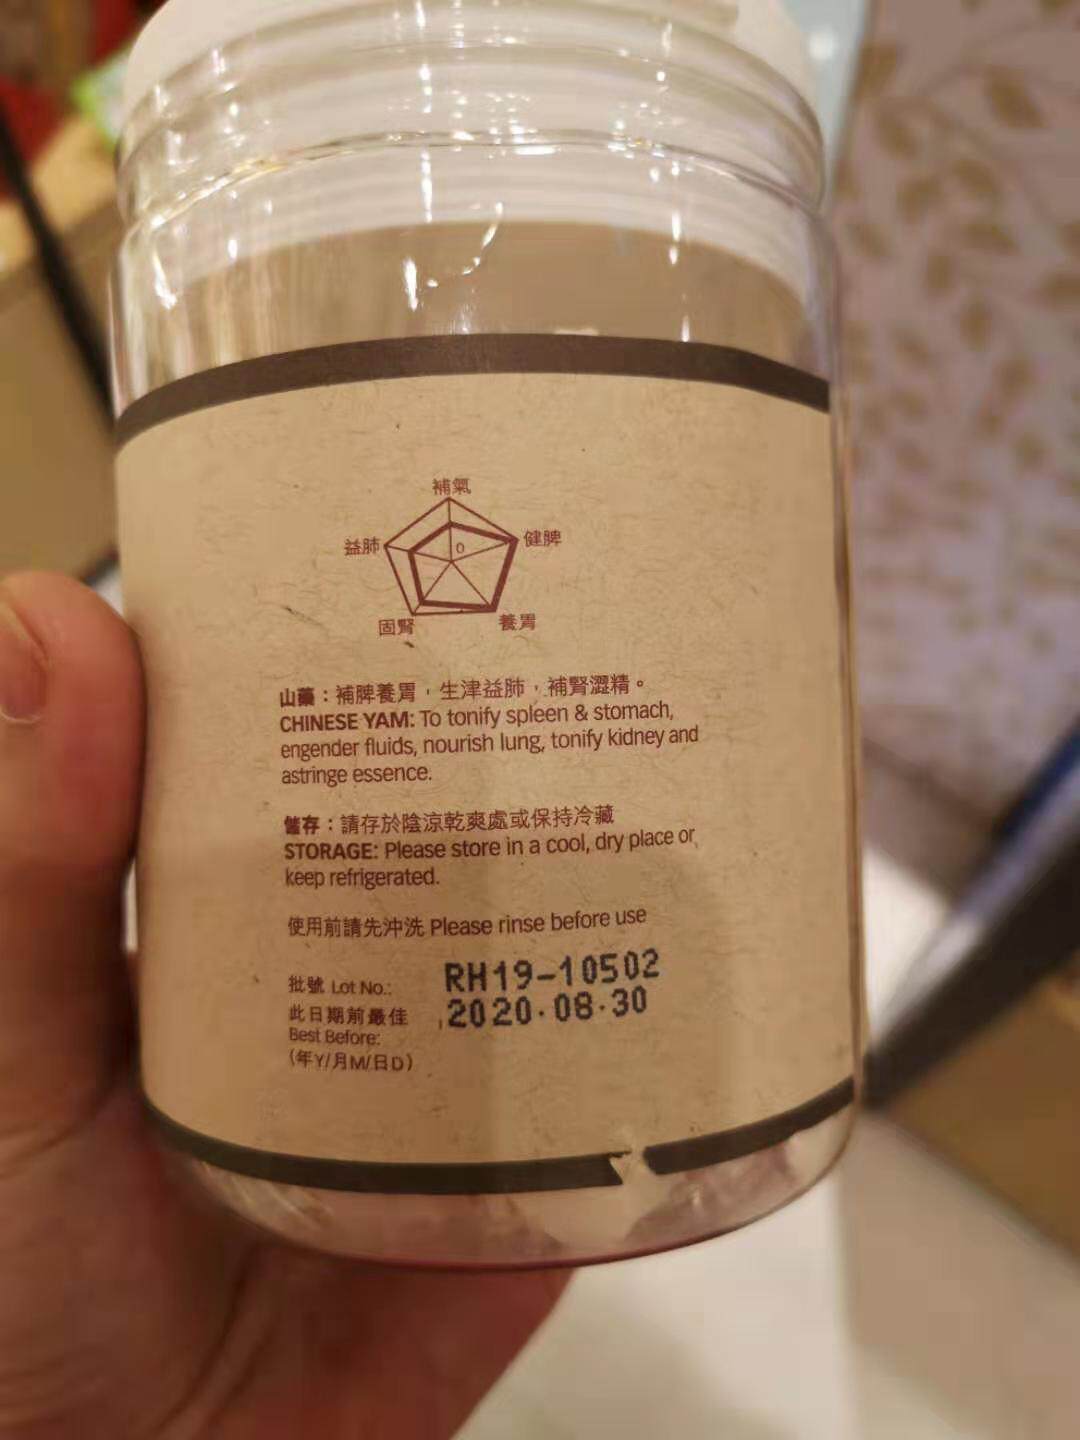 補氣
益肺
0
健脾
固腎
養胃
山藥：補脾養胃，生津益肺，補腎澀精。
CHINESE YAM: To tonify spleen & stomach,
engender fluids, nourish lung, tonify kidney and
astringe essence.
儲存：請存於陰涼乾爽處或保持冷藏
STORAGE: Please store in a cool, dry place or
keep refrigerated.
使用前請先沖洗 Please rinse before use
批號 Lot No.: RH19-10502
此日期前最佳 2020.08.30
Best Before:
(年Y/月M/日D)